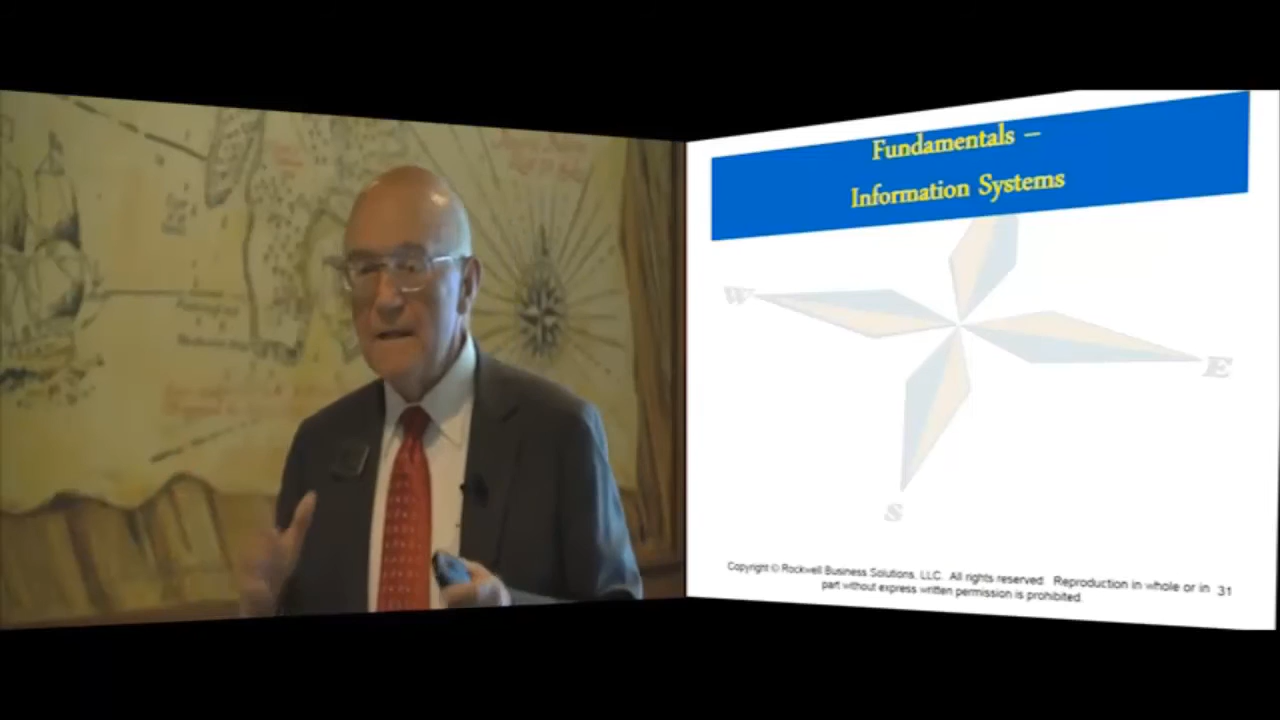 Fundamentals –
Information Systems
W
E
S
Copyright © Rockwell Business Solutions, LLC. All rights reserved. Reproduction in whole or in
part without express written permission is prohibited.
31